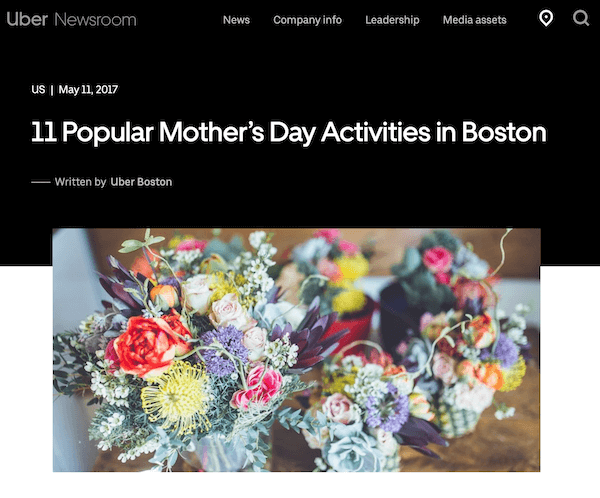 Uber Newsroom News Company info Leadership Media assets
US | May 11, 2017
11 Popular Mother’s Day Activities in Boston
Written by Uber Boston